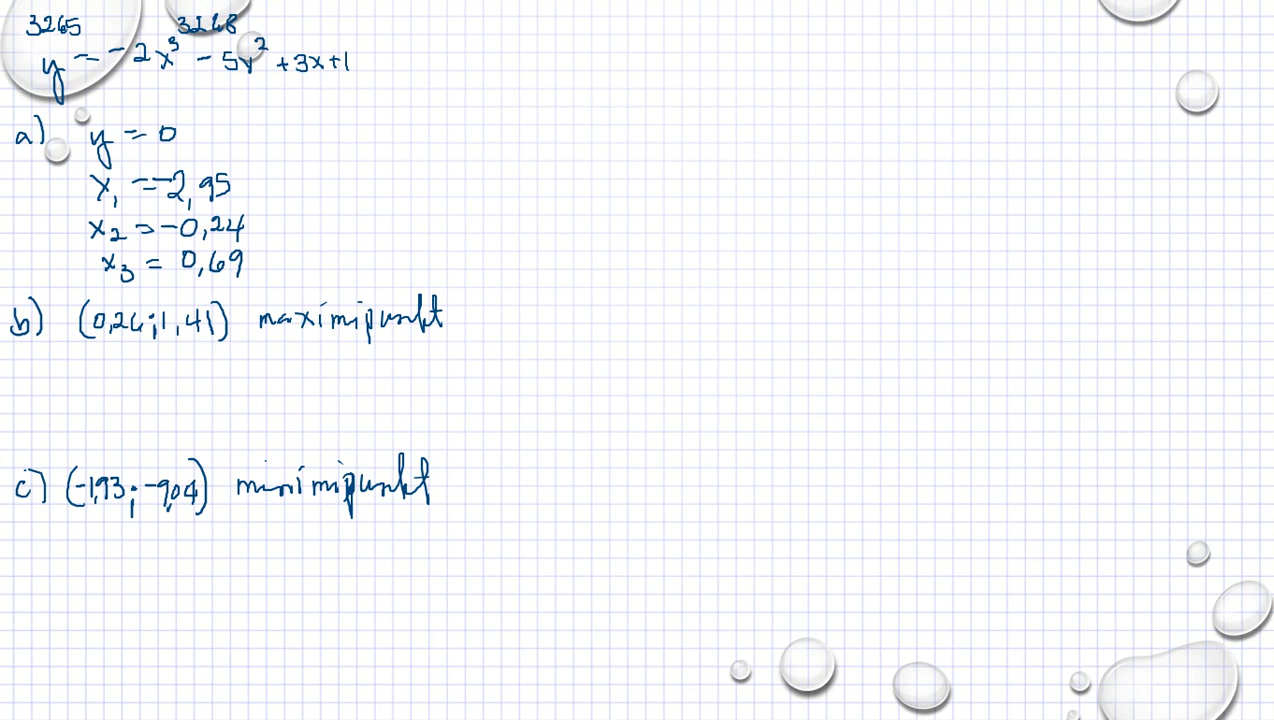 3265 3268
y = -2x³ - 5x² + 3x + 1
a) y = 0
x₁ = -2,95
x₂ = -0,24
x₃ = 0,69
b) (0,26; 1,41) maximipunkt
c) (-1,93; -9,04) minimipunkt